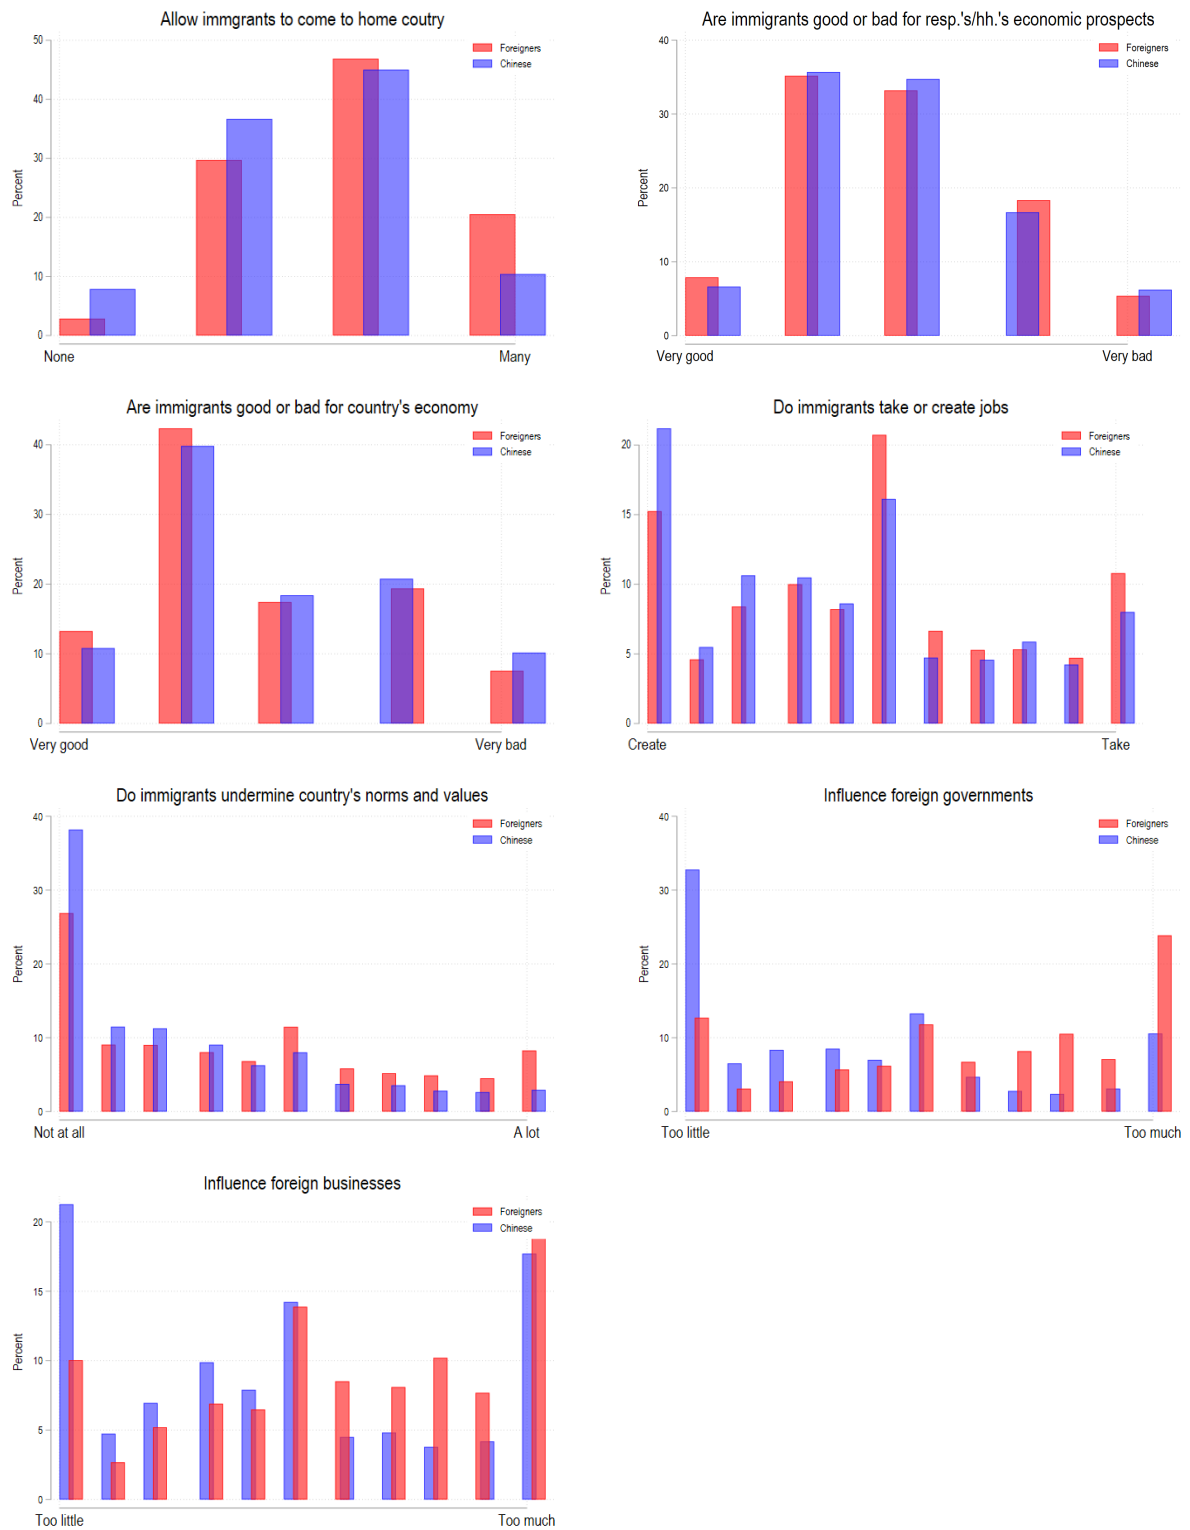 Allow immgrants to come to home coutry
Foreigners
Chinese
Percent
50
40
30
20
10
0
None
Many
Are immigrants good or bad for resp.'s/hh.'s economic prospects
Foreigners
Chinese
Percent
40
30
20
10
0
Very good
Very bad
Are immigrants good or bad for country's economy
Foreigners
Chinese
Percent
40
30
20
10
0
Very good
Very bad
Do immigrants take or create jobs
Foreigners
Chinese
Percent
20
15
10
5
0
Create
Take
Do immigrants undermine country's norms and values
Foreigners
Chinese
Percent
40
30
20
10
0
Not at all
A lot
Influence foreign governments
Foreigners
Chinese
Percent
40
30
20
10
0
Too little
Too much
Influence foreign businesses
Foreigners
Chinese
Percent
20
15
10
5
0
Too little
Too much